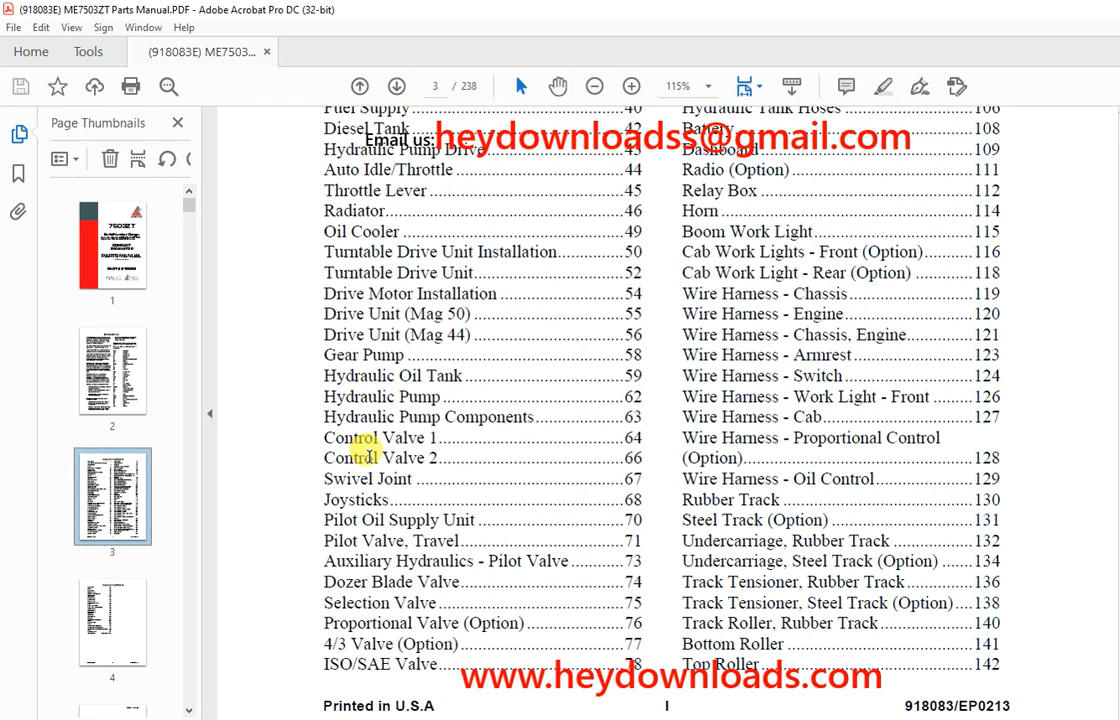 (918083E) ME7503ZT Parts Manual.PDF - Adobe Acrobat Pro DC (32-bit)
File Edit View Sign Window Help
Home Tools (918083E) ME7503... ×
3 / 238 115%
Page Thumbnails
7503ZT
PARTS MANUAL
1
2
3
4
Email us: heydownloadss@gmail.com
Fuel Supply 40
Diesel Tank 42
Hydraulic Pump Drive 43
Auto Idle/Throttle 44
Throttle Lever 45
Radiator 46
Oil Cooler 49
Turntable Drive Unit Installation 50
Turntable Drive Unit 52
Drive Motor Installation 54
Drive Unit (Mag 50) 55
Drive Unit (Mag 44) 56
Gear Pump 58
Hydraulic Oil Tank 59
Hydraulic Pump 62
Hydraulic Pump Components 63
Control Valve 1 64
Control Valve 2 66
Swivel Joint 67
Joysticks 68
Pilot Oil Supply Unit 70
Pilot Valve, Travel 71
Auxiliary Hydraulics - Pilot Valve 73
Dozer Blade Valve 74
Selection Valve 75
Proportional Valve (Option) 76
4/3 Valve (Option) 77
ISO/SAE Valve 78
Hydraulic Tank Hoses 106
Battery 108
Dashboard 109
Radio (Option) 111
Relay Box 112
Horn 114
Boom Work Light 115
Cab Work Lights - Front (Option) 116
Cab Work Light - Rear (Option) 118
Wire Harness - Chassis 119
Wire Harness - Engine 120
Wire Harness - Chassis, Engine 121
Wire Harness - Armrest 123
Wire Harness - Switch 124
Wire Harness - Work Light - Front 126
Wire Harness - Cab 127
Wire Harness - Proportional Control
(Option) 128
Wire Harness - Oil Control 129
Rubber Track 130
Steel Track (Option) 131
Undercarriage, Rubber Track 132
Undercarriage, Steel Track (Option) 134
Track Tensioner, Rubber Track 136
Track Tensioner, Steel Track (Option) 138
Track Roller, Rubber Track 140
Bottom Roller 141
Top Roller 142
www.heydownloads.com
Printed in U.S.A I 918083/EP0213